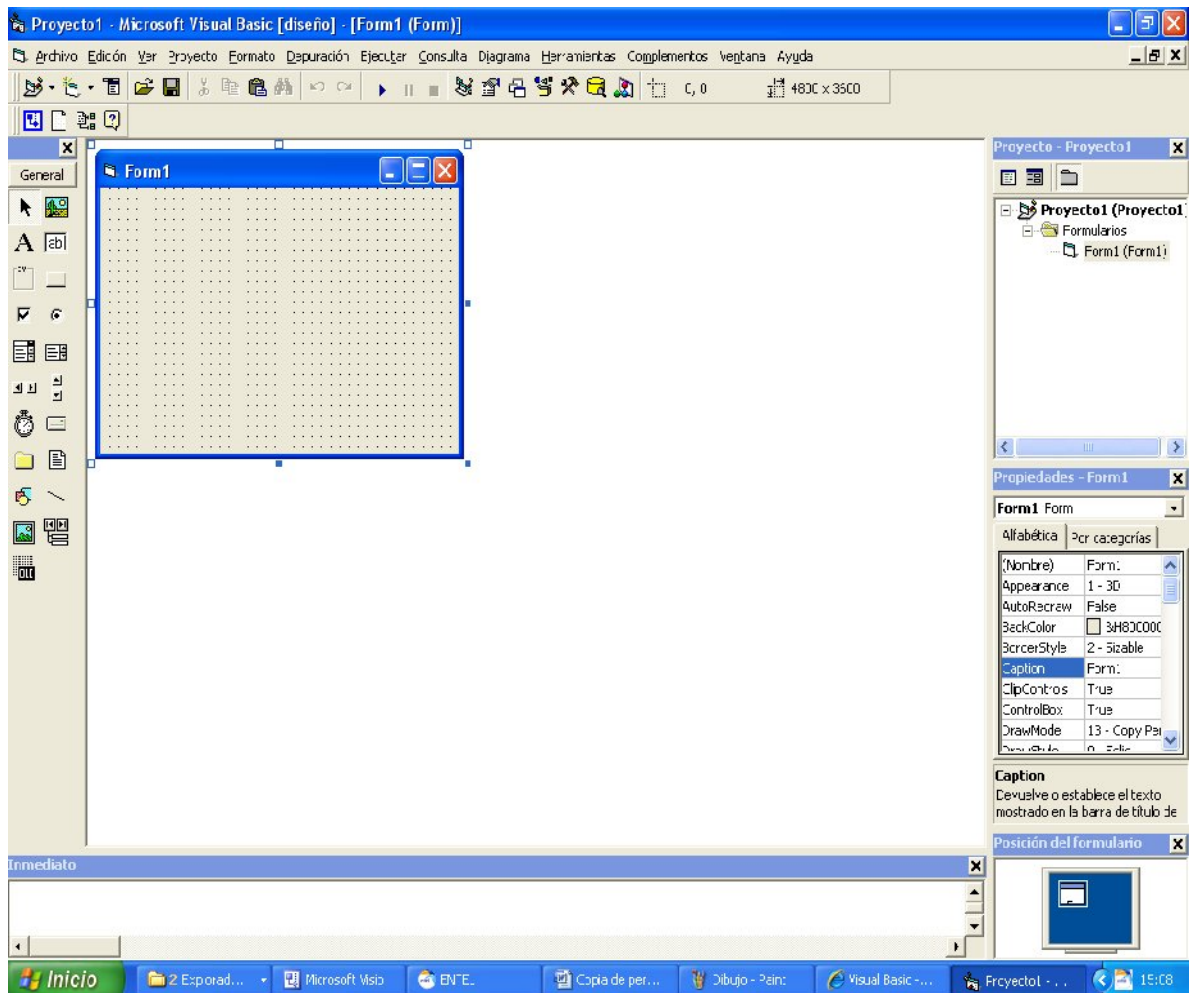 Proyecto1 - Microsoft Visual Basic [diseño] - [Form1 (Form)]
Archivo Edición Ver Proyecto Formato Depuración Ejecutar Consulta Diagrama Herramientas Complementos Ventana Ayuda
0, 0 4800 x 3600
General
Form1
Proyecto - Proyecto1
Proyecto1 (Proyecto1)
Formularios
Form1 (Form1)
Propiedades - Form1
Form1 Form
Alfabética Por categorías
(Nombre) Form1
Appearance 1 - 3D
AutoRedraw False
BackColor
BorderStyle 2 - Sizable
Caption Form1
ClipControls True
ControlBox True
DrawMode 13 - Copy Pen
Caption
Devuelve o establece el texto
mostrado en la barra de título de
Posición del formulario
Inmediato
Inicio 2 Microsoft Visio Copia de per... Dibujo - Paint Visual Basic -... Proyecto1 - ... 15:08